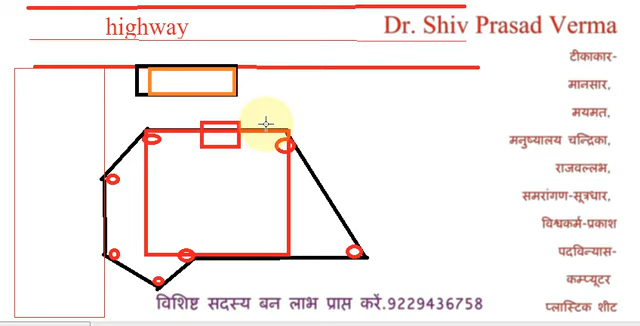 highway
Dr. Shiv Prasad Verma
टीकाकार-
मानसार,
मयमत,
मनुष्यालय चन्द्रिका,
राजवल्लभ,
समरांगण-सूत्रधार,
विश्वकर्म-प्रकाश
पदविन्यास-
कम्प्यूटर
प्लास्टिक शीट
विशिष्ट सदस्य बन लाभ प्राप्त करें.9229436758